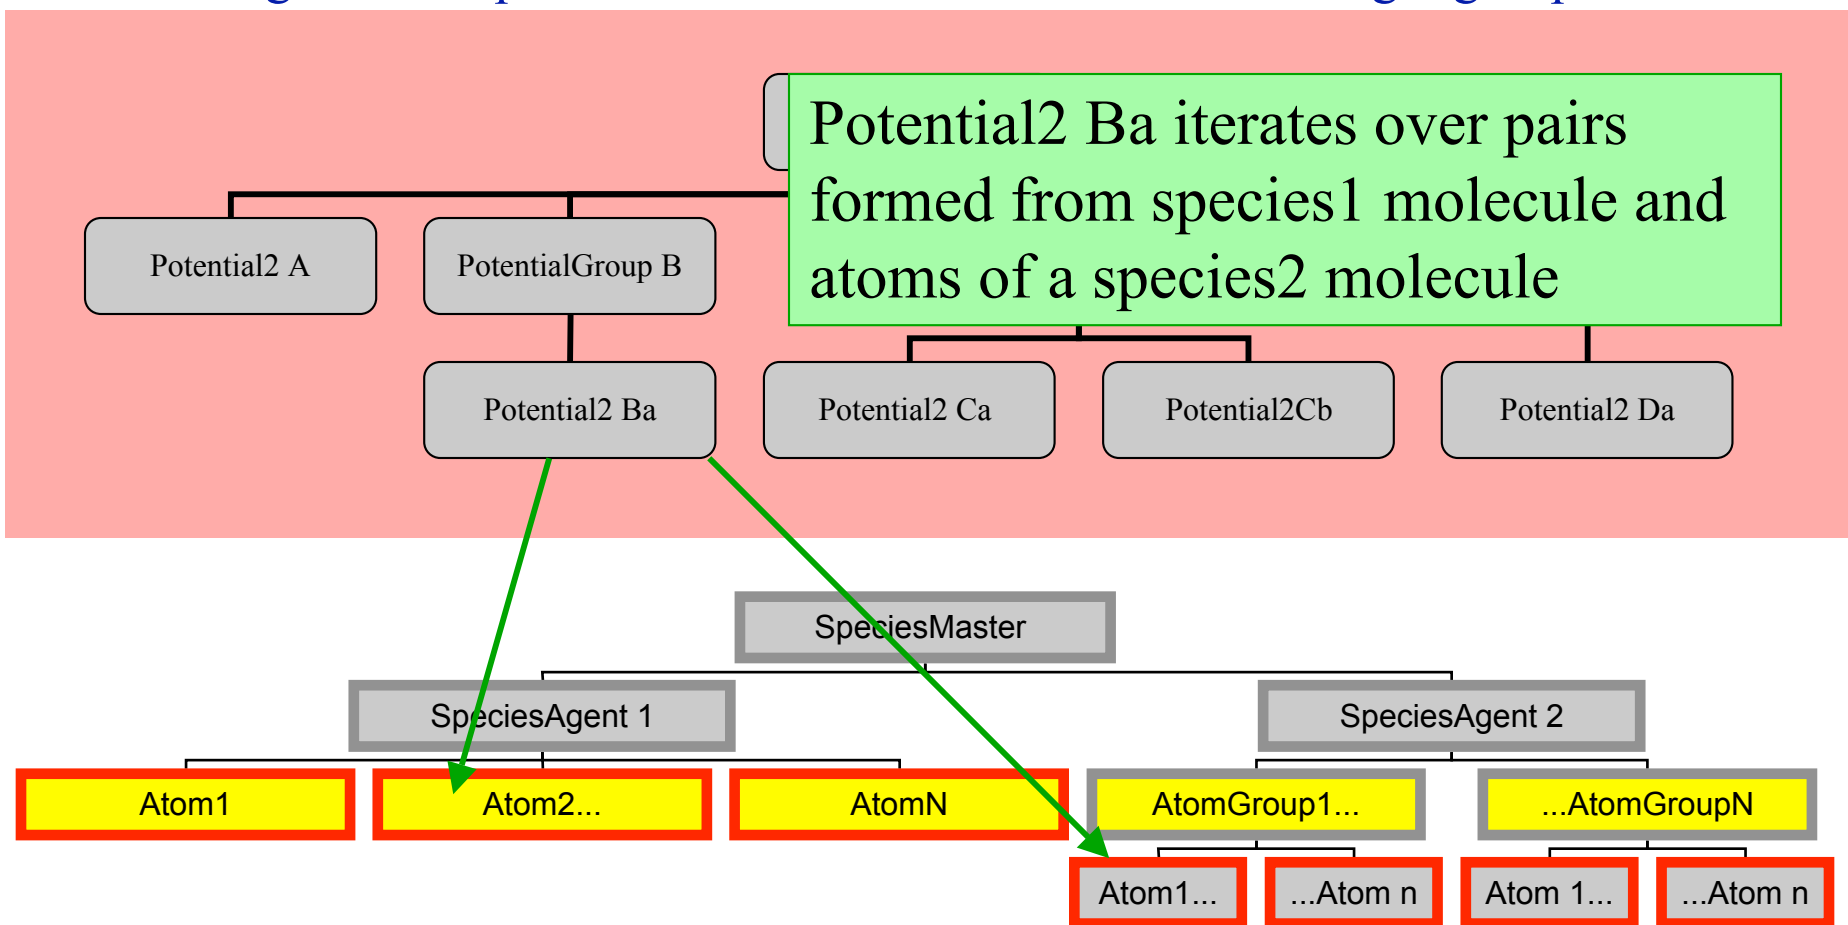 Potential2 Ba iterates over pairs
formed from species1 molecule and
atoms of a species2 molecule
Potential2 A
PotentialGroup B
Potential2 Ba
Potential2 Ca
Potential2Cb
Potential2 Da
SpeciesMaster
SpeciesAgent 1
SpeciesAgent 2
Atom1
Atom2...
AtomN
AtomGroup1...
...AtomGroupN
Atom1...
...Atom n
Atom 1...
...Atom n